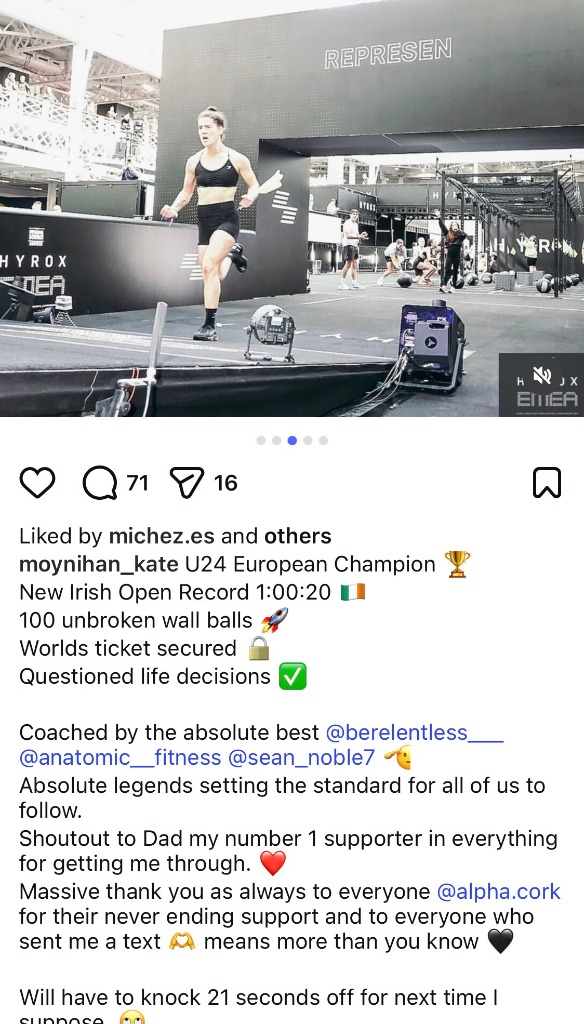 REPRESEN
HYROX
EMEA
HYROX
H JX
EMEA
71 16
Liked by michez.es and others
moynihan_kate U24 European Champion 🏆
New Irish Open Record 1:00:20 🇮🇪
100 unbroken wall balls 🚀
Worlds ticket secured 🔒
Questioned life decisions ✅
Coached by the absolute best @berelentless____
@anatomic__fitness @sean_noble7 🫡
Absolute legends setting the standard for all of us to
follow.
Shoutout to Dad my number 1 supporter in everything
for getting me through. ❤️
Massive thank you as always to everyone @alpha.cork
for their never ending support and to everyone who
sent me a text 🫶 means more than you know 🖤
Will have to knock 21 seconds off for next time I
suppose 🙄